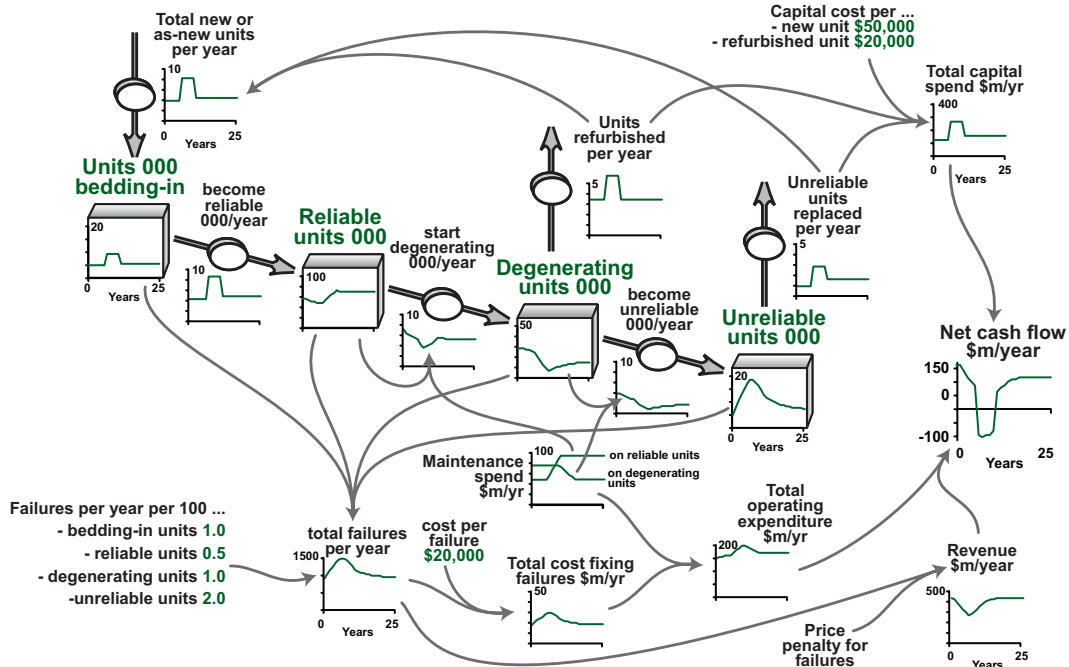 Total new or
as-new units
per year
10
0
25
Years
Capital cost per ...
- new unit $50,000
- refurbished unit $20,000
Total capital
spend $m/yr
400
0
25
Years
Units 000
bedding-in
20
0
25
Years
become
reliable
000/year
10
Reliable
units 000
100
start
degenerating
000/year
10
Units
refurbished
per year
5
Degenerating
units 000
50
become
unreliable
000/year
10
Unreliable
units
replaced
per year
5
Unreliable
units 000
20
0
25
Years
Net cash flow
$m/year
150
0
-100
0
25
Years
Maintenance
spend
$m/yr
100
on reliable units
on degenerating
units
Failures per year per 100 ...
- bedding-in units 1.0
- reliable units 0.5
- degenerating units 1.0
-unreliable units 2.0
total failures
per year
1500
0
25
Years
cost per
failure
$20,000
Total cost fixing
failures $m/yr
50
Total
operating
expenditure
$m/yr
200
Price
penalty for
failures
Revenue
$m/year
500
0
25
Years